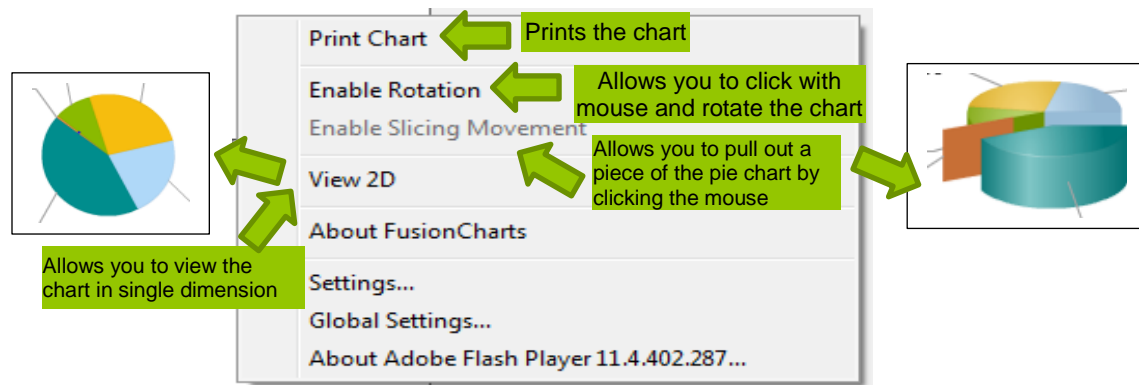 Print Chart
Prints the chart
Enable Rotation
Allows you to click with
mouse and rotate the chart
Enable Slicing Movement
Allows you to pull out a
piece of the pie chart by
clicking the mouse
View 2D
About FusionCharts
Allows you to view the
chart in single dimension
Settings...
Global Settings...
About Adobe Flash Player 11.4.402.287...